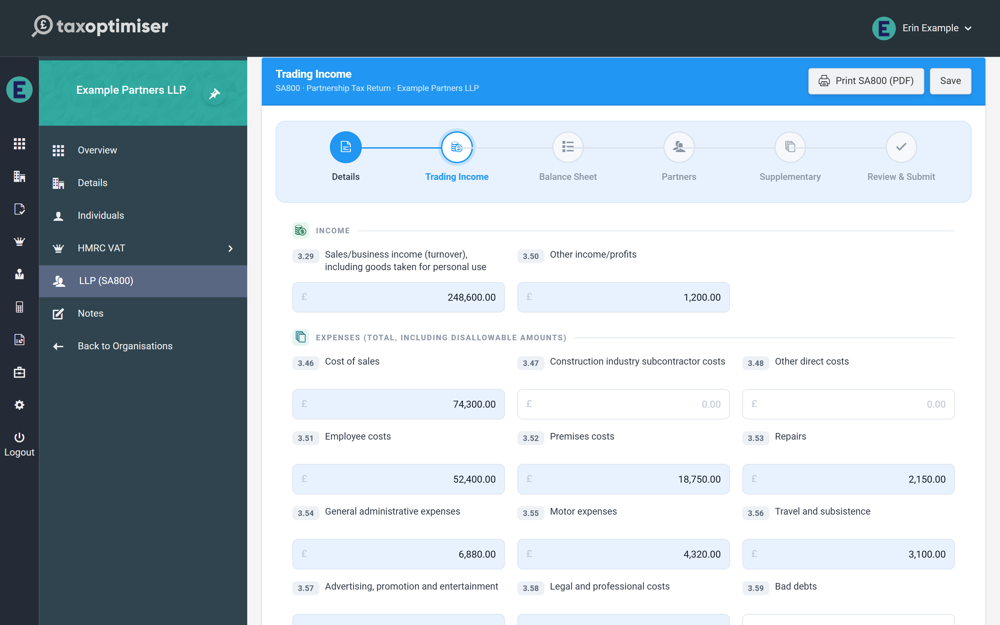 taxoptimiser
E
Erin Example
E
Logout
Example Partners LLP
Overview
Details
Individuals
HMRC VAT
LLP (SA800)
Notes
Back to Organisations
Trading Income
SA800 · Partnership Tax Return · Example Partners LLP
Print SA800 (PDF)
Save
Details
Trading Income
Balance Sheet
Partners
Supplementary
Review & Submit
INCOME
3.29 Sales/business income (turnover),
including goods taken for personal use
3.50 Other income/profits
£ 248,600.00
£ 1,200.00
EXPENSES (TOTAL, INCLUDING DISALLOWABLE AMOUNTS)
3.46 Cost of sales
3.47 Construction industry subcontractor costs
3.48 Other direct costs
£ 74,300.00
£ 0.00
£ 0.00
3.51 Employee costs
3.52 Premises costs
3.53 Repairs
£ 52,400.00
£ 18,750.00
£ 2,150.00
3.54 General administrative expenses
3.55 Motor expenses
3.56 Travel and subsistence
£ 6,880.00
£ 4,320.00
£ 3,100.00
3.57 Advertising, promotion and entertainment
3.58 Legal and professional costs
3.59 Bad debts